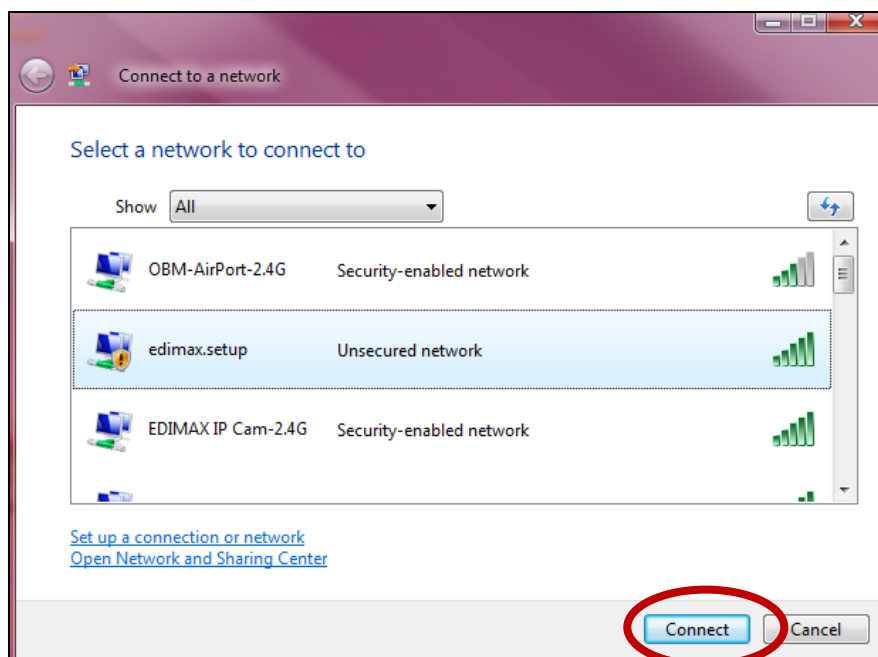 Connect to a network
Select a network to connect to
Show All
OBM-AirPort-2.4G Security-enabled network
edimax.setup Unsecured network
EDIMAX IP Cam-2.4G Security-enabled network
Set up a connection or network
Open Network and Sharing Center
Connect Cancel